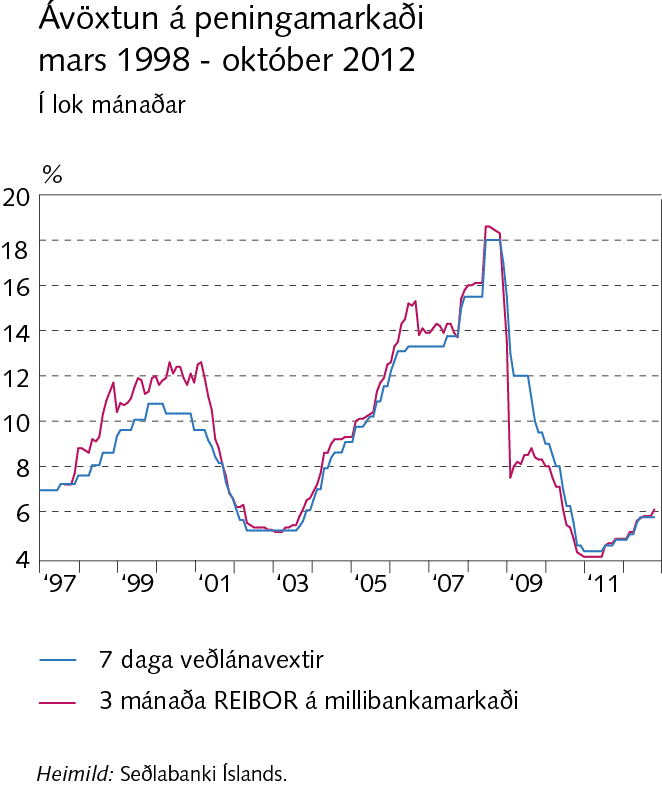 Ávöxtun á peningamarkaði
mars 1998 - október 2012
Í lok mánaðar
%
20
18
16
14
12
10
8
6
4
‘97 ‘99 ‘01 ‘03 ‘05 ‘07 ‘09 ‘11
7 daga veðlánavextir
3 mánaða REIBOR á millibankamarkaði
Heimild: Seðlabanki Íslands.